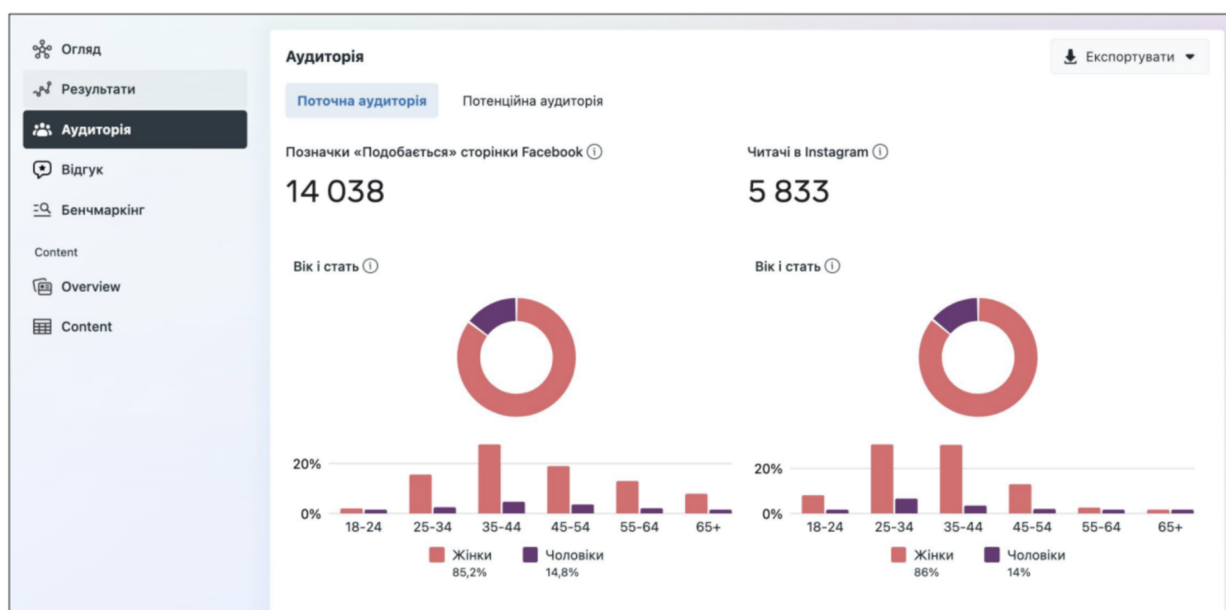 Огляд
Результати
Аудиторія
Відгук
Бенчмаркінг
Content
Overview
Content
Аудиторія
Експортувати
Поточна аудиторія Потенційна аудиторія
Позначки «Подобається» сторінки Facebook
14 038
Вік і стать
20%
0%
18-24 25-34 35-44 45-54 55-64 65+
Жінки Чоловіки
85,2% 14,8%
Читачі в Instagram
5 833
Вік і стать
20%
0%
18-24 25-34 35-44 45-54 55-64 65+
Жінки Чоловіки
86% 14%